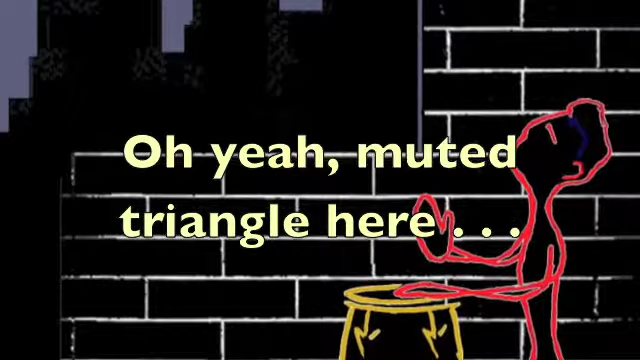 Oh yeah, muted
triangle here . . .